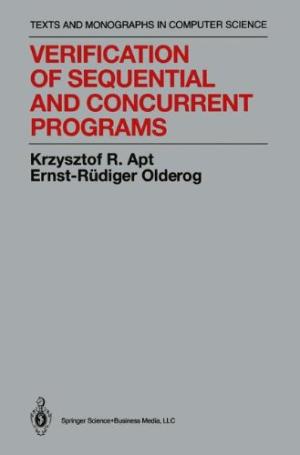 TEXTS AND MONOGRAPHS IN COMPUTER SCIENCE
VERIFICATION
OF SEQUENTIAL
AND CONCURRENT
PROGRAMS
Krzysztof R. Apt
Ernst-Rüdiger Olderog
Springer Science+Business Media, LLC